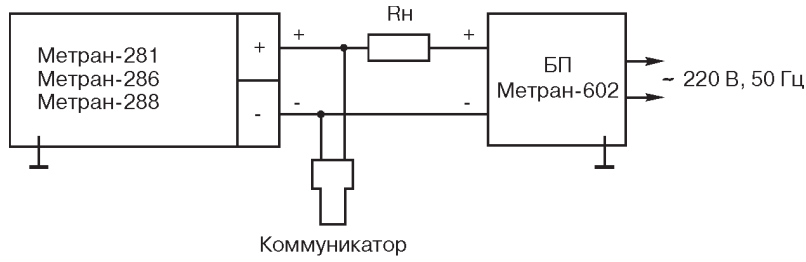 Rн
Метран-281
Метран-286
Метран-288
+
-
+
-
+
-
БП
Метран-602
~ 220 В, 50 Гц
Коммуникатор